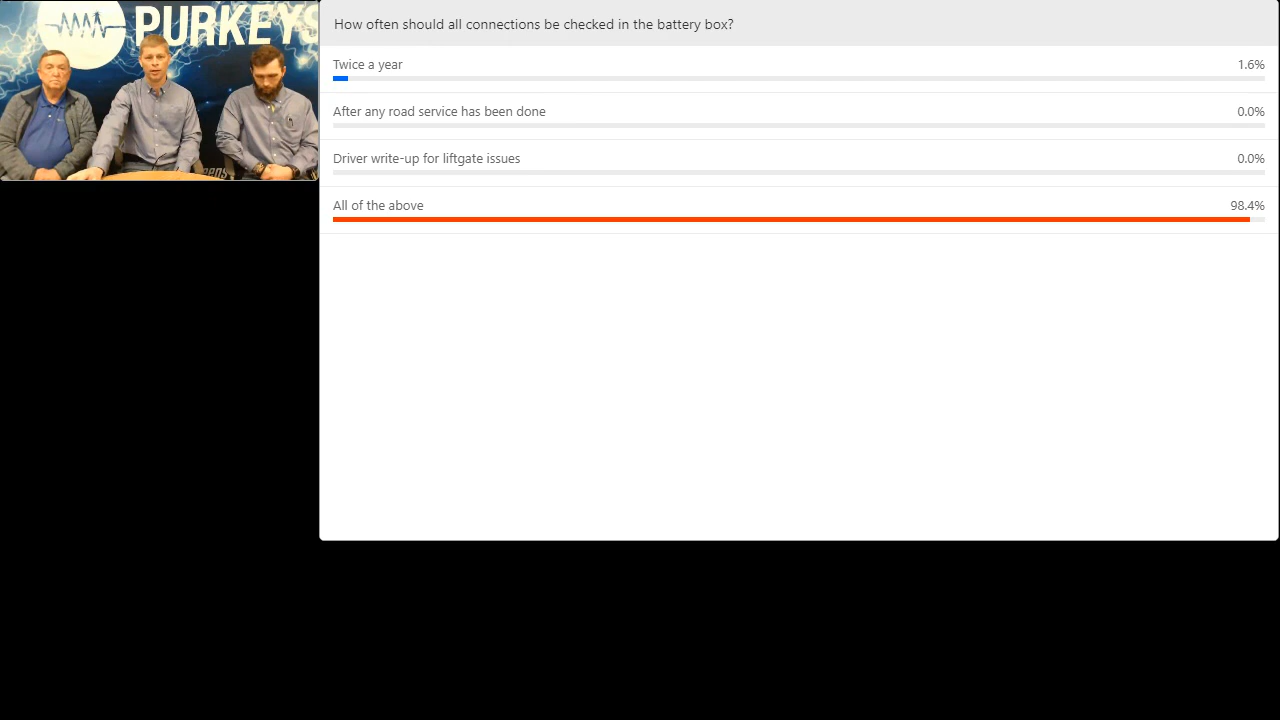 PURKEYS
How often should all connections be checked in the battery box?
Twice a year 1.6%
After any road service has been done 0.0%
Driver write-up for liftgate issues 0.0%
All of the above 98.4%